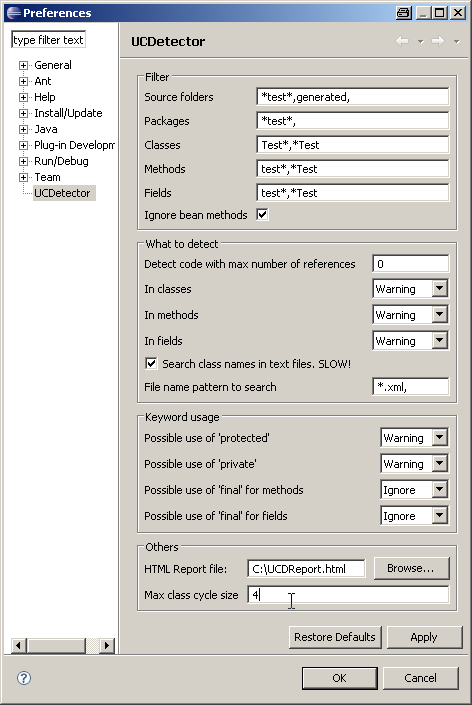 Preferences
type filter text
General
Ant
Help
Install/Update
Java
Plug-in Developm
Run/Debug
Team
UCDetector
UCDetector
Filter
Source folders *test*,generated,
Packages *test*,
Classes Test*,*Test
Methods test*,*Test
Fields test*,*Test
Ignore bean methods
What to detect
Detect code with max number of references 0
In classes Warning
In methods Warning
In fields Warning
Search class names in text files. SLOW!
File name pattern to search *.xml,
Keyword usage
Possible use of 'protected' Warning
Possible use of 'private' Warning
Possible use of 'final' for methods Ignore
Possible use of 'final' for fields Ignore
Others
HTML Report file: C:\UCDReport.html Browse...
Max class cycle size 4
Restore Defaults Apply
? OK Cancel